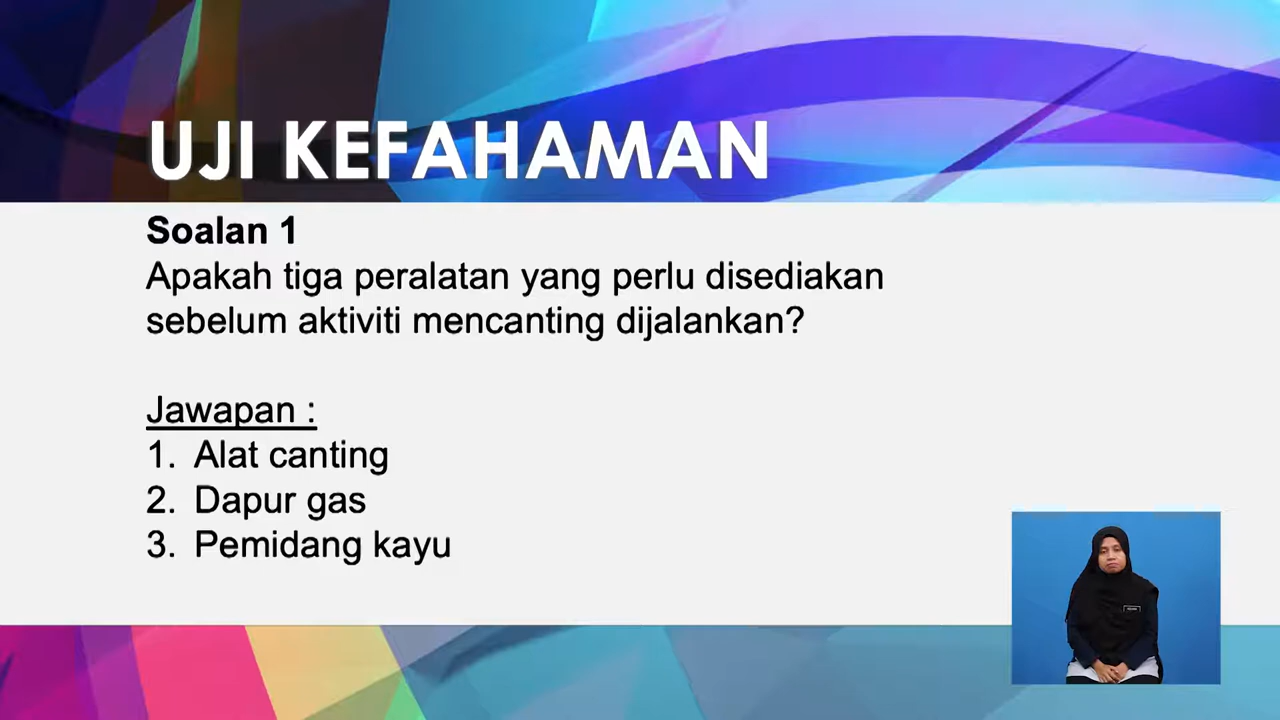 UJI KEFAHAMAN
Soalan 1
Apakah tiga peralatan yang perlu disediakan
sebelum aktiviti mencanting dijalankan?
Jawapan :
1. Alat canting
2. Dapur gas
3. Pemidang kayu